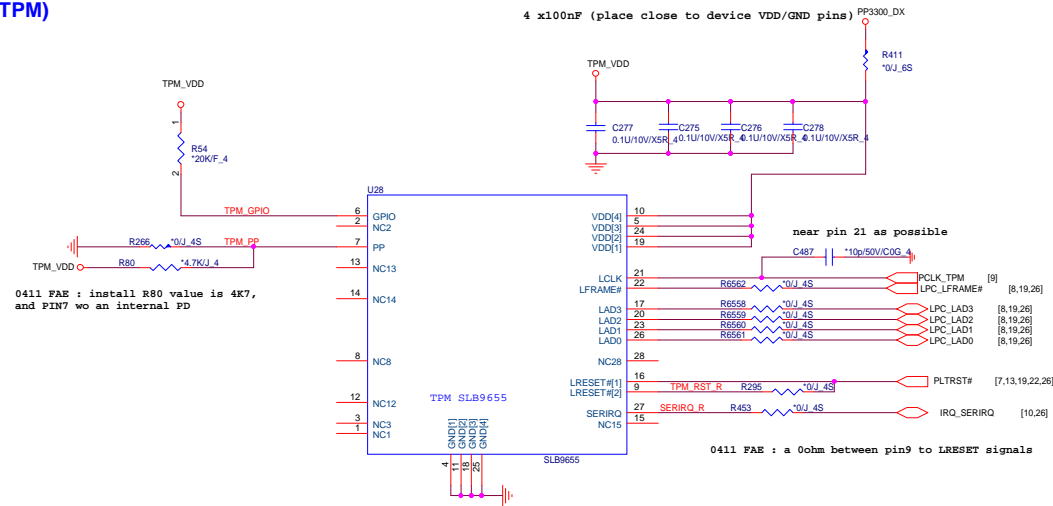 TPM)
4 x100nF (place close to device VDD/GND pins)
PP3300_DX
R411
*0/J_6S
TPM_VDD
TPM_VDD
1
R54
*20K/F_4
2
C277
0.1U/10V/X5R_4
C275
0.1U/10V/X5R_4
C276
0.1U/10V/X5R_4
C278
0.1U/10V/X5R_4
U28
TPM_GPIO
6
GPIO
2
NC2
R266
*0/J_4S
TPM_PP
7
PP
TPM_VDD
R80
*4.7K/J_4
13
NC13
0411 FAE : install R80 value is 4K7,
and PIN7 wo an internal PD
14
NC14
8
NC8
12
NC12
3
NC3
1
NC1
TPM SLB9655
GND[1]
GND[2]
GND[3]
GND[4]
4
11
18
25
SLB9655
VDD[4]
10
VDD[3]
5
VDD[2]
24
VDD[1]
19
near pin 21 as possible
C487
*10p/50V/C0G_4
LCLK
21
PCLK_TPM
[9]
LFRAME#
22
R6562
*0/J_4S
LPC_LFRAME#
[8,19,26]
LAD3
17
R6558
*0/J_4S
LPC_LAD3
[8,19,26]
LAD2
20
R6559
*0/J_4S
LPC_LAD2
[8,19,26]
LAD1
23
R6560
*0/J_4S
LPC_LAD1
[8,19,26]
LAD0
26
R6561
*0/J_4S
LPC_LAD0
[8,19,26]
NC28
28
LRESET#[1]
16
PLTRST#
[7,13,19,22,26]
LRESET#[2]
9
TPM_RST_R
R295
*0/J_4S
SERIRQ
27
SERIRQ_R
R453
*0/J_4S
IRQ_SERIRQ
[10,26]
NC15
15
0411 FAE : a 0ohm between pin9 to LRESET signals